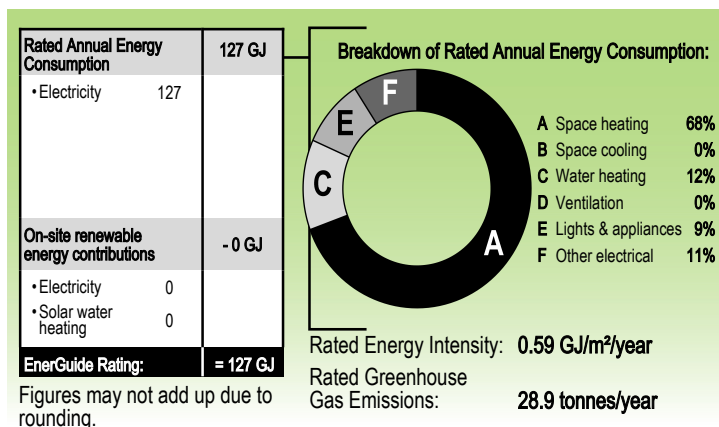 Rated Annual Energy
Consumption
127 GJ
• Electricity 127
On-site renewable
energy contributions
- 0 GJ
• Electricity 0
• Solar water
heating 0
EnerGuide Rating: = 127 GJ
Figures may not add up due to
rounding.
Breakdown of Rated Annual Energy Consumption:
F
E
C
A
A Space heating 68%
B Space cooling 0%
C Water heating 12%
D Ventilation 0%
E Lights & appliances 9%
F Other electrical 11%
Rated Energy Intensity: 0.59 GJ/m²/year
Rated Greenhouse
Gas Emissions: 28.9 tonnes/year